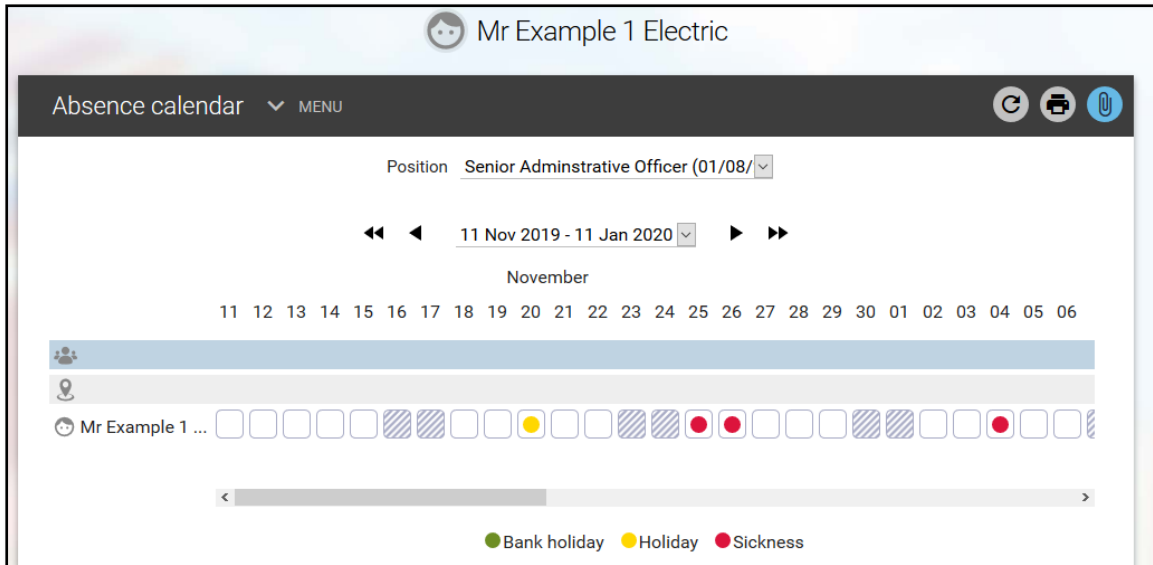 Mr Example 1 Electric
Absence calendar MENU
Position Senior Adminstrative Officer (01/08/
11 Nov 2019 - 11 Jan 2020
November
11 12 13 14 15 16 17 18 19 20 21 22 23 24 25 26 27 28 29 30 01 02 03 04 05 06
Mr Example 1 ...
Bank holiday Holiday Sickness